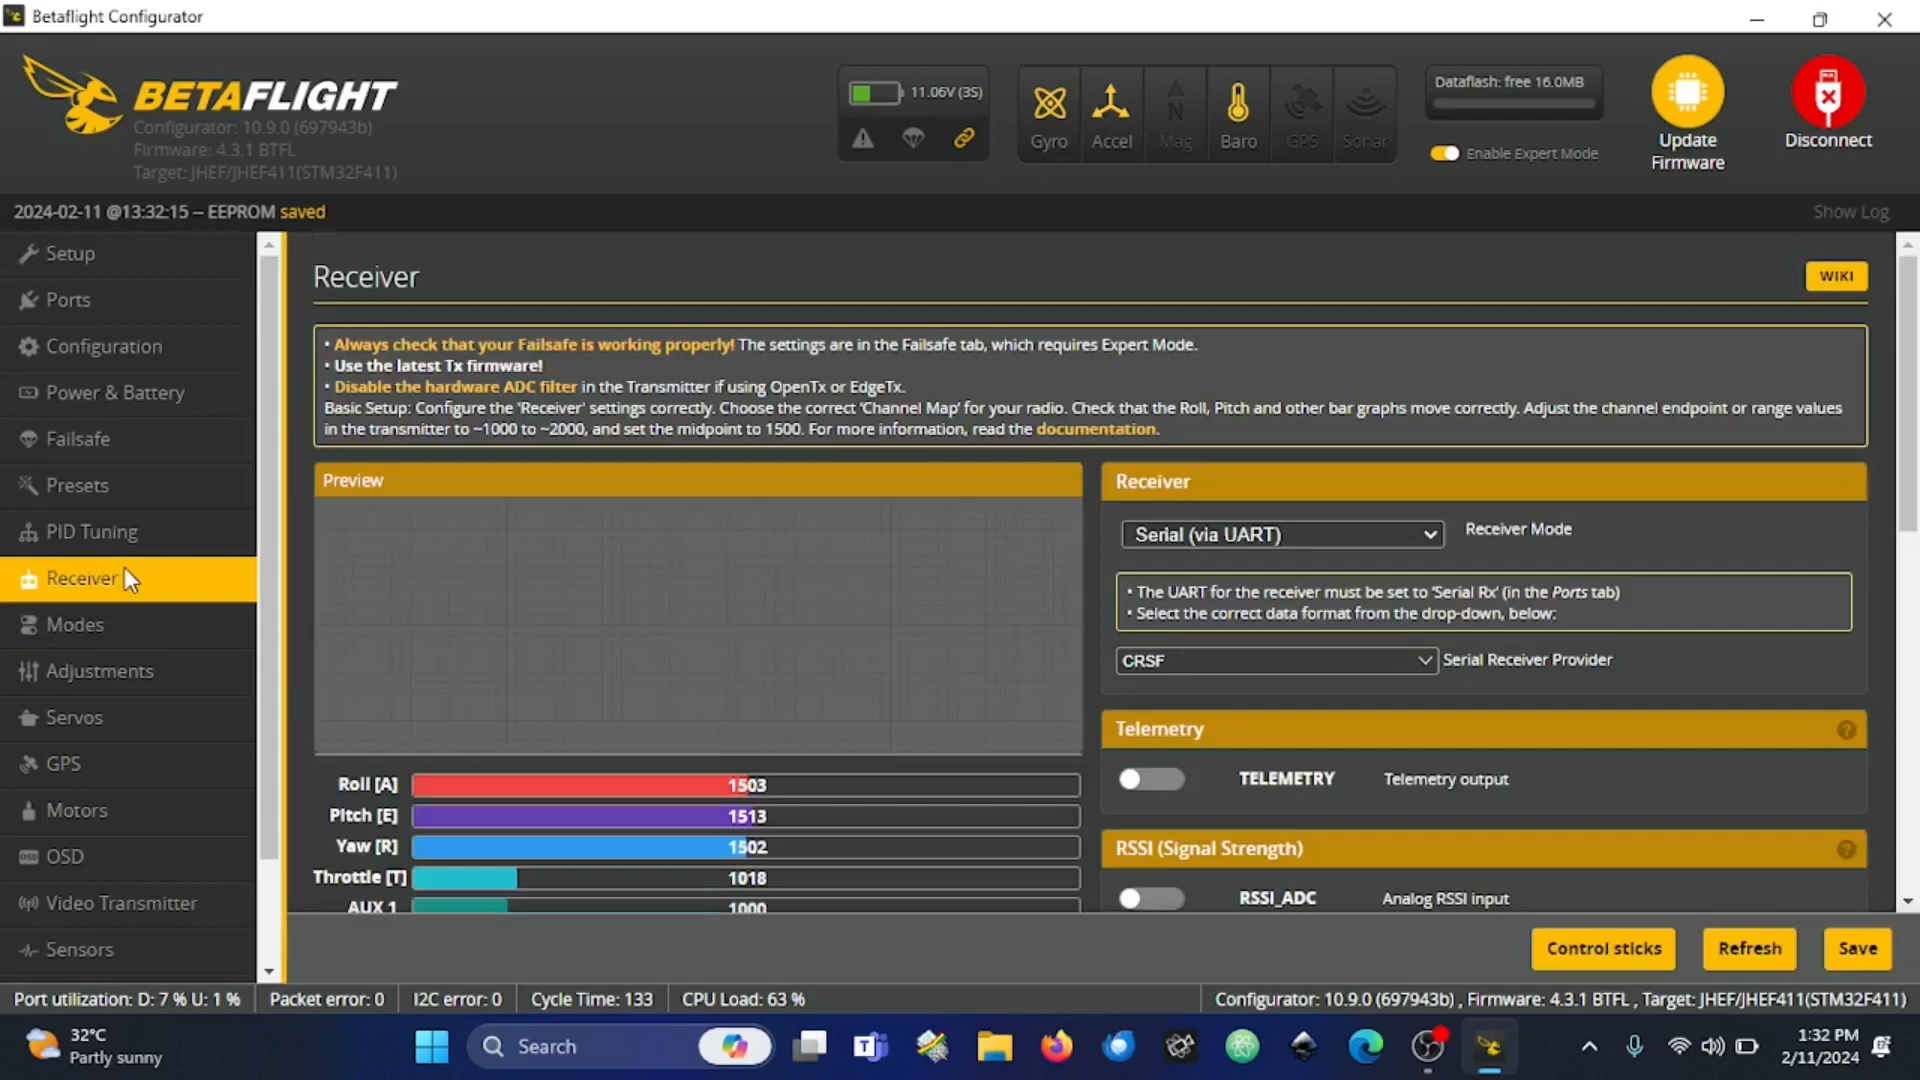 Betaflight Configurator
BETAFLIGHT
Configurator: 10.9.0 (697943b)
Firmware: 4.3.1 BTFL
Target: JHEF/JHEF411(STM32F411)
11.06V (3S)
Gyro
Accel
Mag
Baro
GPS
Sonar
Dataflash: free 16.0MB
Enable Expert Mode
Update
Firmware
Disconnect
2024-02-11 @13:32:15 – EEPROM saved
Show Log
Setup
Ports
Configuration
Power & Battery
Failsafe
Presets
PID Tuning
Receiver
Modes
Adjustments
Servos
GPS
Motors
OSD
Video Transmitter
Sensors
Receiver
WIKI
• Always check that your Failsafe is working properly! The settings are in the Failsafe tab, which requires Expert Mode.
• Use the latest Tx firmware!
• Disable the hardware ADC filter in the Transmitter if using OpenTx or EdgeTx.
Basic Setup: Configure the 'Receiver' settings correctly. Choose the correct 'Channel Map' for your radio. Check that the Roll, Pitch and other bar graphs move correctly. Adjust the channel endpoint or range values
in the transmitter to ~1000 to ~2000, and set the midpoint to 1500. For more information, read the documentation.
Preview
Roll [A] 1503
Pitch [E] 1513
Yaw [R] 1502
Throttle [T] 1018
AUX 1 1000
Receiver
Serial (via UART) Receiver Mode
• The UART for the receiver must be set to 'Serial Rx' (in the Ports tab)
• Select the correct data format from the drop-down, below:
CRSF Serial Receiver Provider
Telemetry
TELEMETRY Telemetry output
RSSI (Signal Strength)
RSSI_ADC Analog RSSI input
Control sticks
Refresh
Save
Port utilization: D: 7 % U: 1 %
Packet error: 0
I2C error: 0
Cycle Time: 133
CPU Load: 63 %
Configurator: 10.9.0 (697943b) , Firmware: 4.3.1 BTFL , Target: JHEF/JHEF411(STM32F411)
32°C
Partly sunny
Search
1:32 PM
2/11/2024